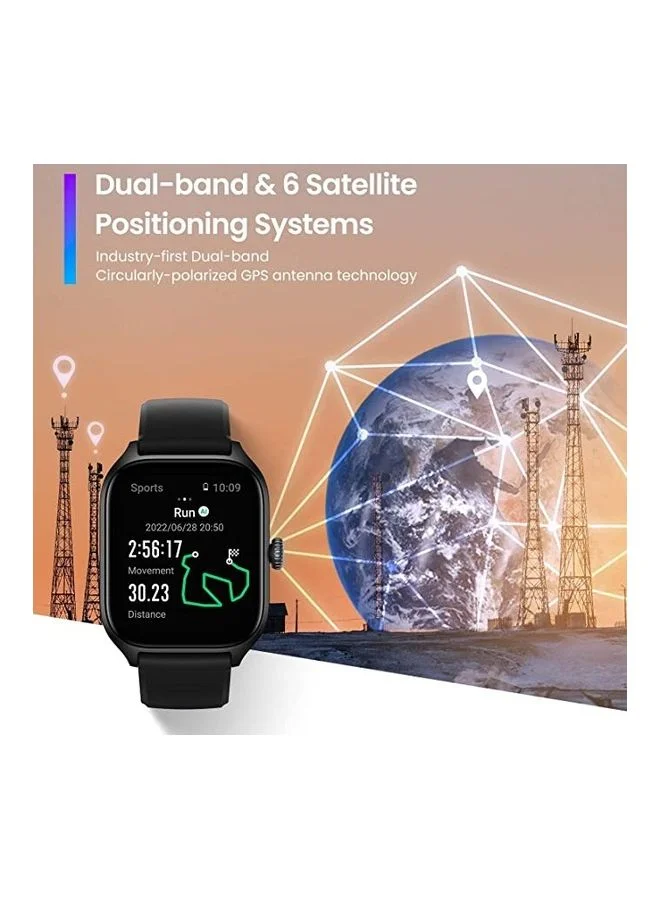 Dual-band & 6 Satellite
Positioning Systems
Industry-first Dual-band
Circularly-polarized GPS antenna technology
Sports 10:09
Run AI
2022/06/28 20:50
2:56:17
Movement
30.23
Distance